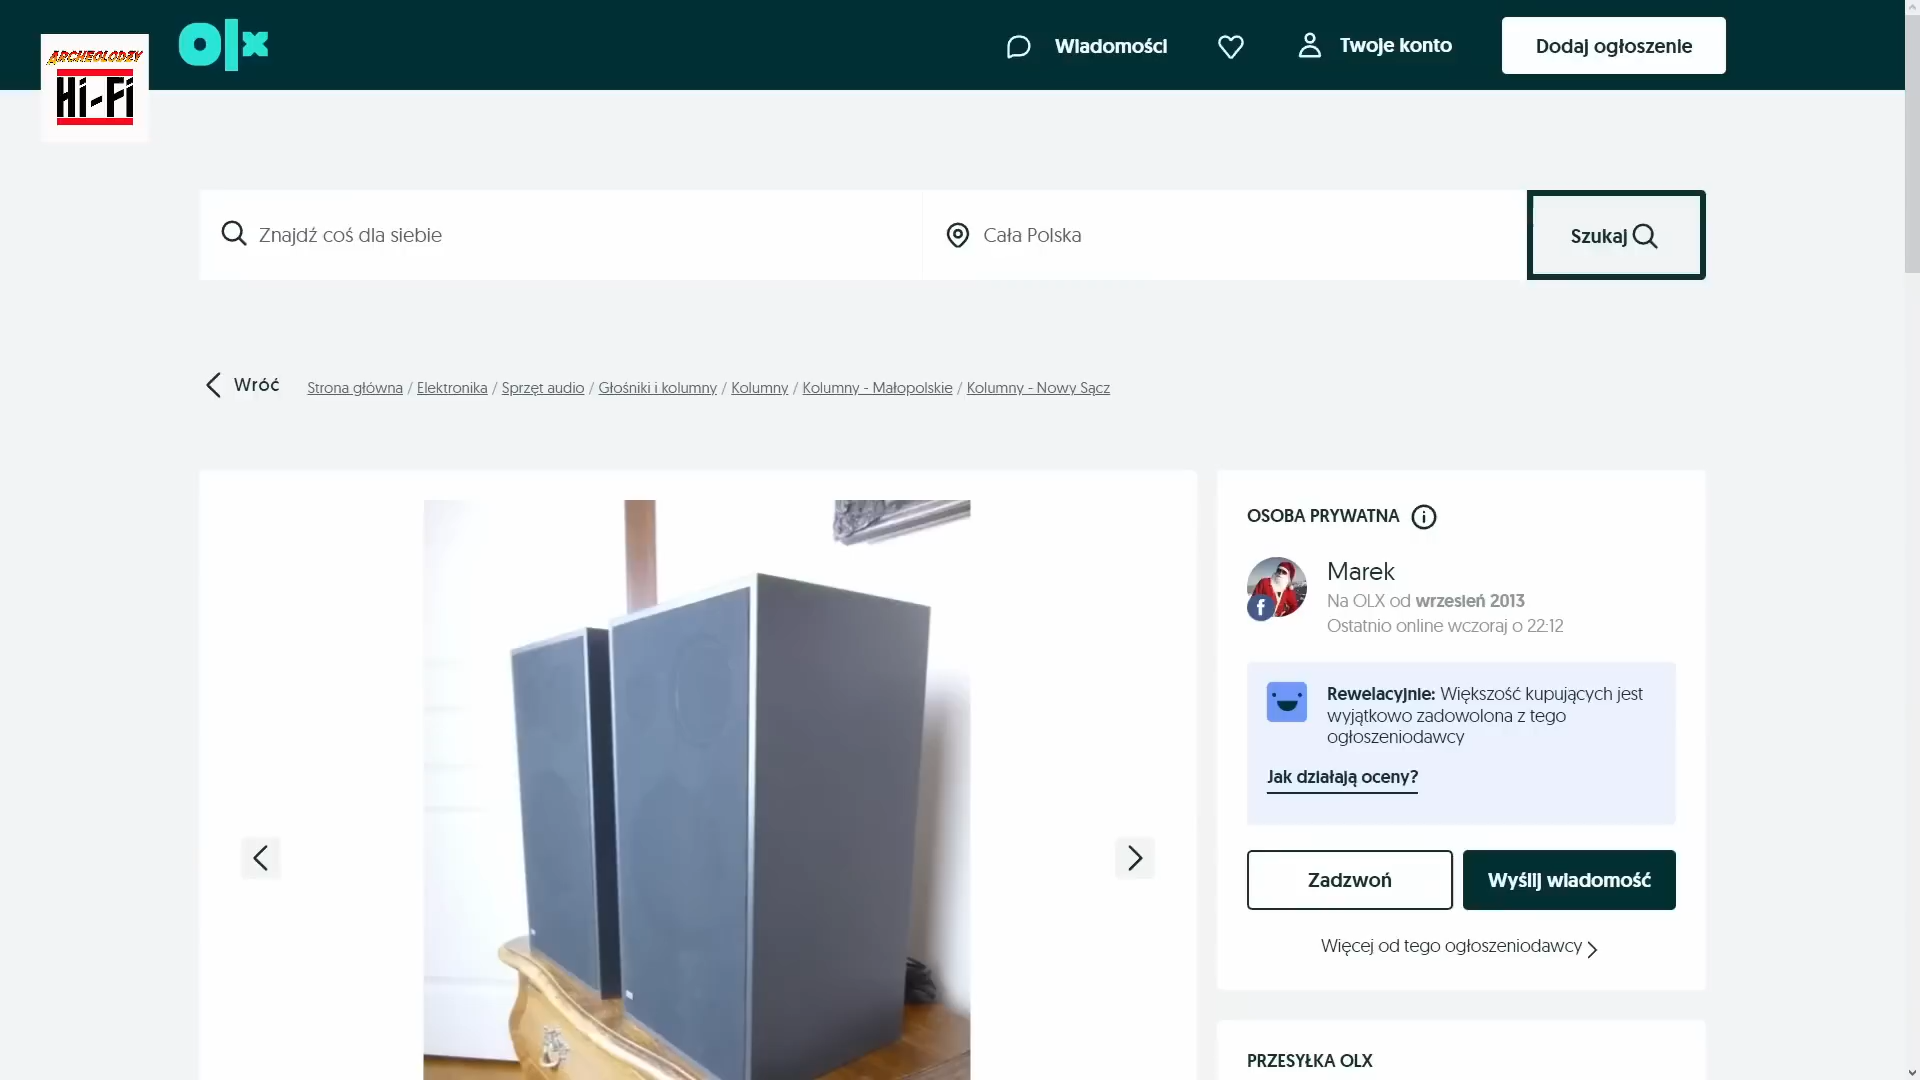 ARCHEOLODZY
Hi-Fi
olx
Wiadomości
Twoje konto
Dodaj ogłoszenie
Znajdź coś dla siebie
Cała Polska
Szukaj
Wróć
Strona główna / Elektronika / Sprzęt audio / Głośniki i kolumny / Kolumny / Kolumny - Małopolskie / Kolumny - Nowy Sącz
OSOBA PRYWATNA
Marek
Na OLX od wrzesień 2013
Ostatnio online wczoraj o 22:12
Rewelacyjnie: Większość kupujących jest
wyjątkowo zadowolona z tego
ogłoszeniodawcy
Jak działają oceny?
Zadzwoń
Wyślij wiadomość
Więcej od tego ogłoszeniodawcy
PRZESYŁKA OLX